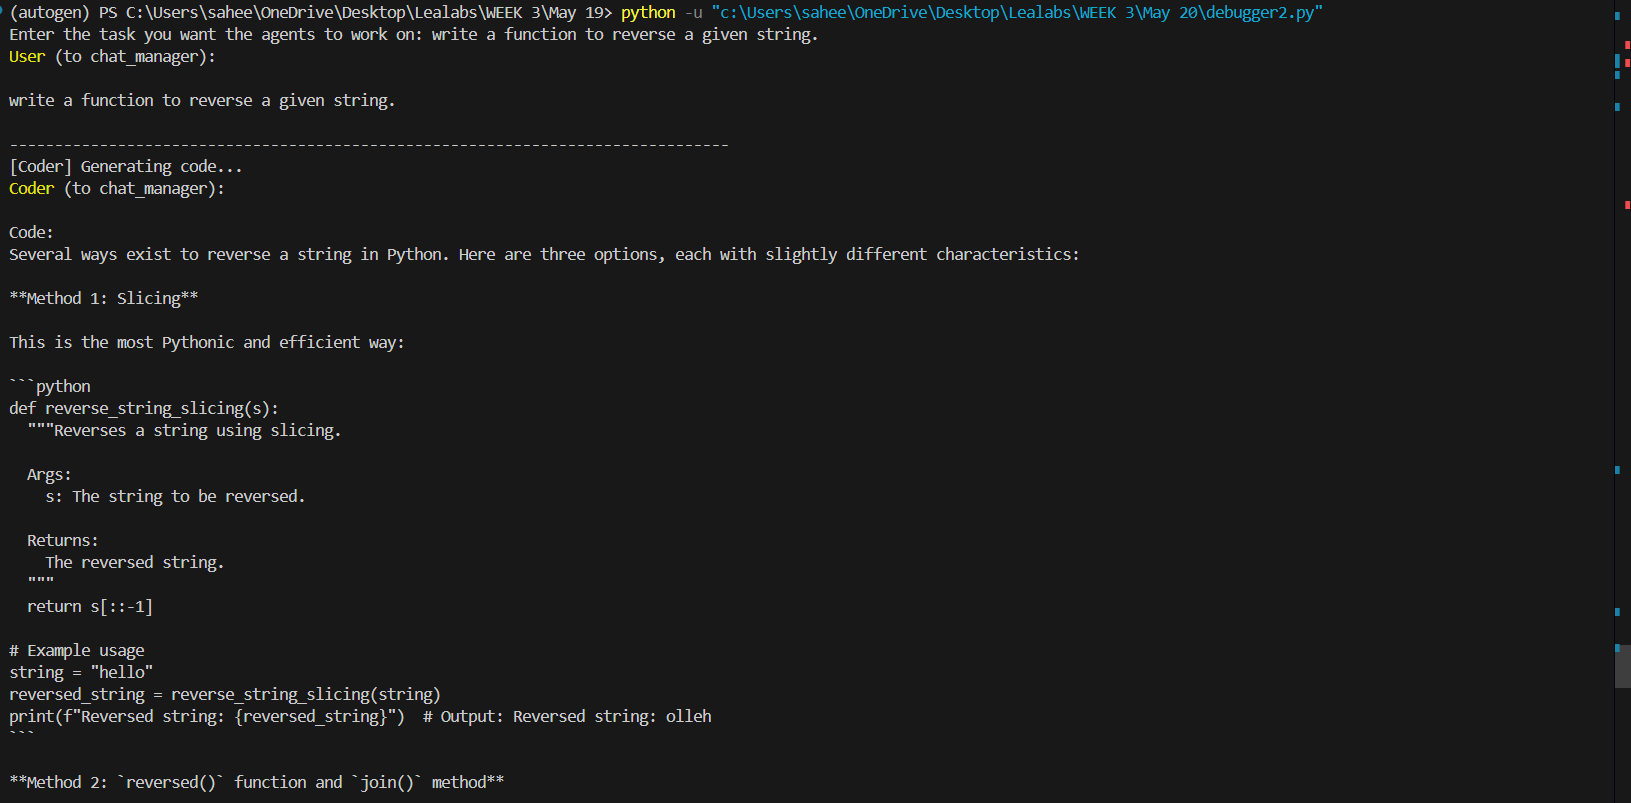 (autogen) PS C:\Users\sahee\OneDrive\Desktop\Lealabs\WEEK 3\May 19> python -u "c:\Users\sahee\OneDrive\Desktop\Lealabs\WEEK 3\May 20\debugger2.py"
Enter the task you want the agents to work on: write a function to reverse a given string.
User (to chat_manager):
write a function to reverse a given string.
--------------------------------------------------------------------------------
[Coder] Generating code...
Coder (to chat_manager):
Code:
Several ways exist to reverse a string in Python. Here are three options, each with slightly different characteristics:
**Method 1: Slicing**
This is the most Pythonic and efficient way:
```python
def reverse_string_slicing(s):
  """Reverses a string using slicing.
  Args:
    s: The string to be reversed.
  Returns:
    The reversed string.
  """
  return s[::-1]
# Example usage
string = "hello"
reversed_string = reverse_string_slicing(string)
print(f"Reversed string: {reversed_string}")  # Output: Reversed string: olleh
```
**Method 2: `reversed()` function and `join()` method**